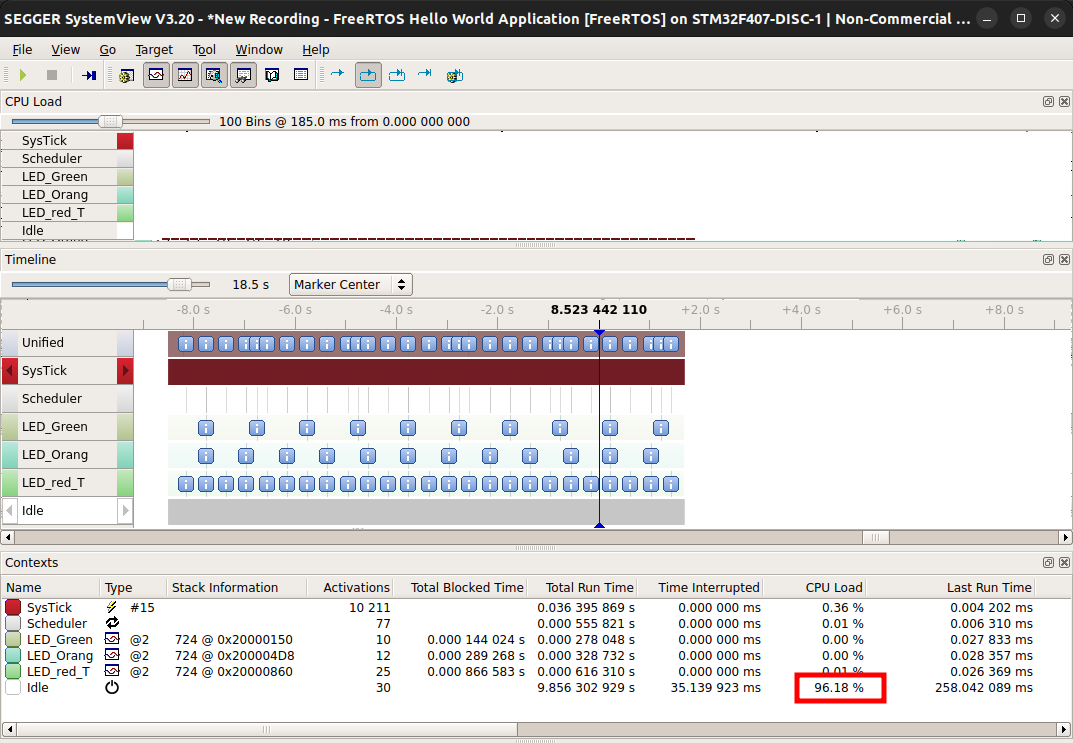 SEGGER SystemView V3.20 - *New Recording - FreeRTOS Hello World Application [FreeRTOS] on STM32F407-DISC-1 | Non-Commercial ...
File View Go Target Tool Window Help
CPU Load
100 Bins @ 185.0 ms from 0.000 000 000
SysTick
Scheduler
LED_Green
LED_Orang
LED_red_T
Idle
Timeline
18.5 s Marker Center
-8.0 s -6.0 s -4.0 s -2.0 s 8.523 442 110 +2.0 s +4.0 s +6.0 s +8.0 s
Unified
SysTick
Scheduler
LED_Green
LED_Orang
LED_red_T
Idle
Contexts
Name Type Stack Information Activations Total Blocked Time Total Run Time Time Interrupted CPU Load Last Run Time
SysTick #15 10 211 0.036 395 869 s 0.000 000 ms 0.36 % 0.004 202 ms
Scheduler 77 0.000 555 821 s 0.000 000 ms 0.01 % 0.006 310 ms
LED_Green @2 724 @ 0x20000150 10 0.000 144 024 s 0.000 278 048 s 0.000 000 ms 0.00 % 0.027 833 ms
LED_Orang @2 724 @ 0x200004D8 12 0.000 289 268 s 0.000 328 732 s 0.000 000 ms 0.00 % 0.028 357 ms
LED_red_T @2 724 @ 0x20000860 25 0.000 866 583 s 0.000 616 310 s 0.000 000 ms 0.01 % 0.026 369 ms
Idle 30 9.856 302 929 s 35.139 923 ms 96.18 % 258.042 089 ms